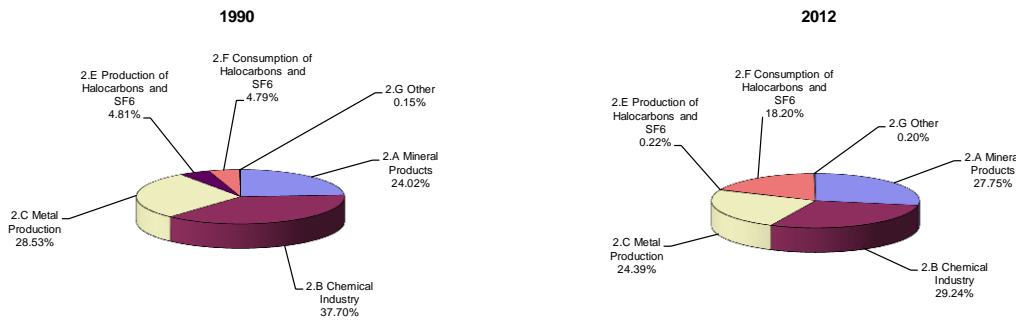 1990
2.F Consumption of
Halocarbons and
SF6
4.79%
2.E Production of
Halocarbons and
SF6
4.81%
2.G Other
0.15%
2.A Mineral
Products
24.02%
2.C Metal
Production
28.53%
2.B Chemical
Industry
37.70%
2012
2.F Consumption of
Halocarbons and
SF6
18.20%
2.E Production of
Halocarbons and
SF6
0.22%
2.G Other
0.20%
2.A Minera
Products
27.75%
2.C Metal
Production
24.39%
2.B Chemical
Industry
29.24%